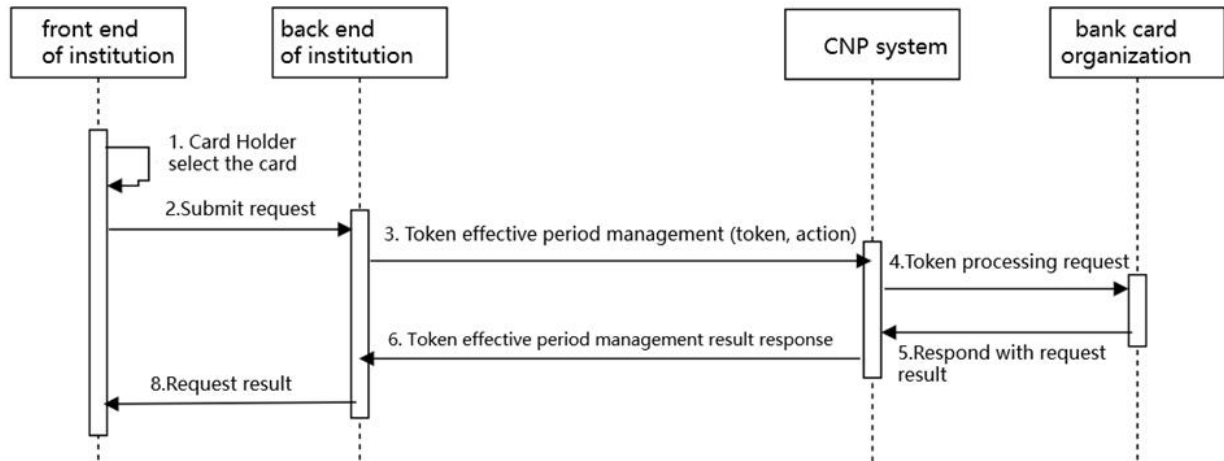 front end
of institution
back end
of institution
CNP system
bank card
organization
1. Card Holder
select the card
2.Submit request
3. Token effective period management (token, action)
4.Token processing request
5.Respond with request
result
6. Token effective period management result response
8.Request result